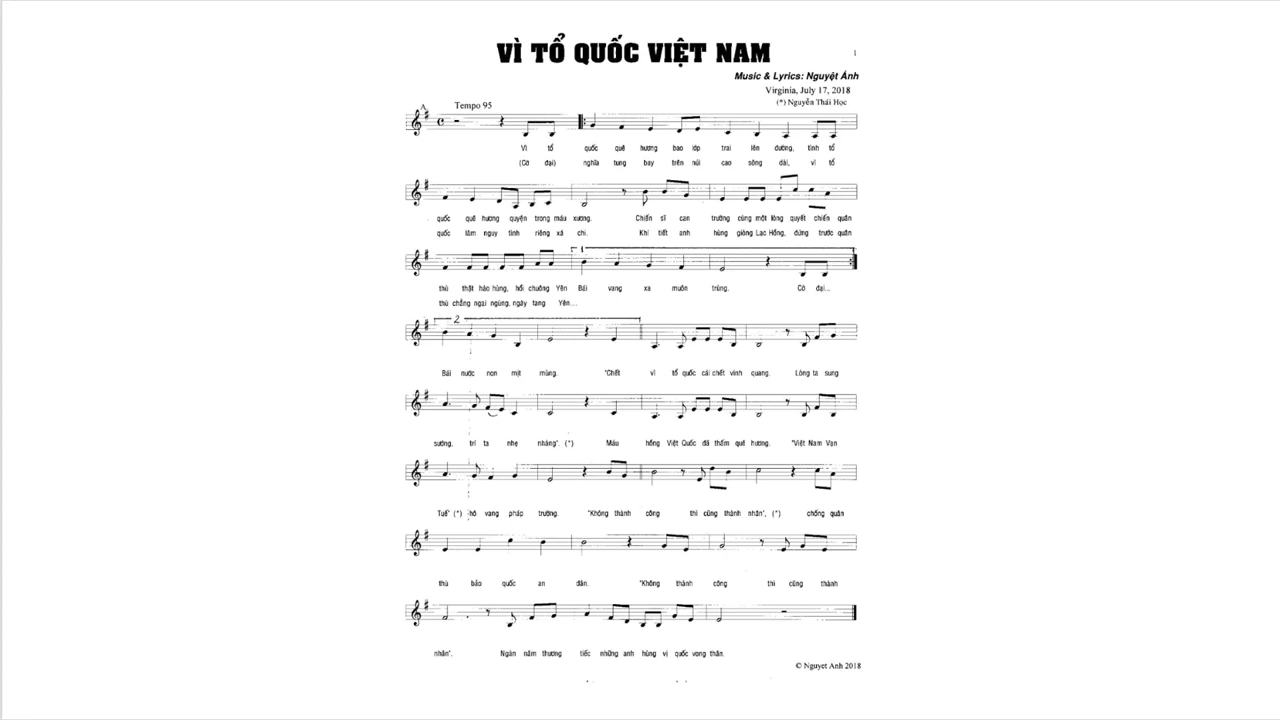 VÌ TỔ QUỐC VIỆT NAM
1
Music & Lyrics: Nguyệt Ánh
Virginia, July 17, 2018
(*) Nguyễn Thái Học
A
Tempo 95
Vì tổ quốc quê hương bao lớp trai lên đường, tình tổ
(Cờ đại) nghĩa tung bay trên núi cao sông dài, vì tổ
quốc quê hương quyện trong máu xương. Chiến sĩ can trường cùng một lòng quyết chiến quân
quốc lâm nguy tình riêng xá chi. Khí tiết anh hùng giòng Lạc Hồng, đứng trước quân
1
thù thật hào hùng, hồi chuông Yên Bái vang xa muôn trùng. Cờ đại...
thù chẳng ngại ngùng, ngày tang Yên...
2
Bái nước non mịt mùng. "Chết vì tổ quốc cái chết vinh quang. Lòng ta sung
sướng, trí ta nhẹ nhàng". (*) Máu hồng Việt Quốc đã thấm quê hương. "Việt Nam Vạn
Tuế" (*) hô vang pháp trường. "Không thành công thì cũng thành nhân", (*) chống quân
thù bảo quốc an dân. "Không thành công thì cũng thành
nhân". Ngàn năm thương tiếc những anh hùng vị quốc vong thân.
© Nguyet Anh 2018